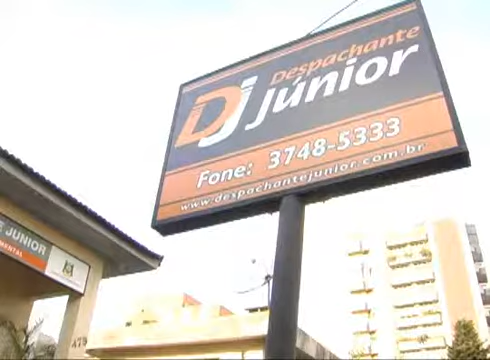 Despachante
DJ Júnior
Fone: 3748-5333
www.despachantejunior.com.br
E JUNIOR